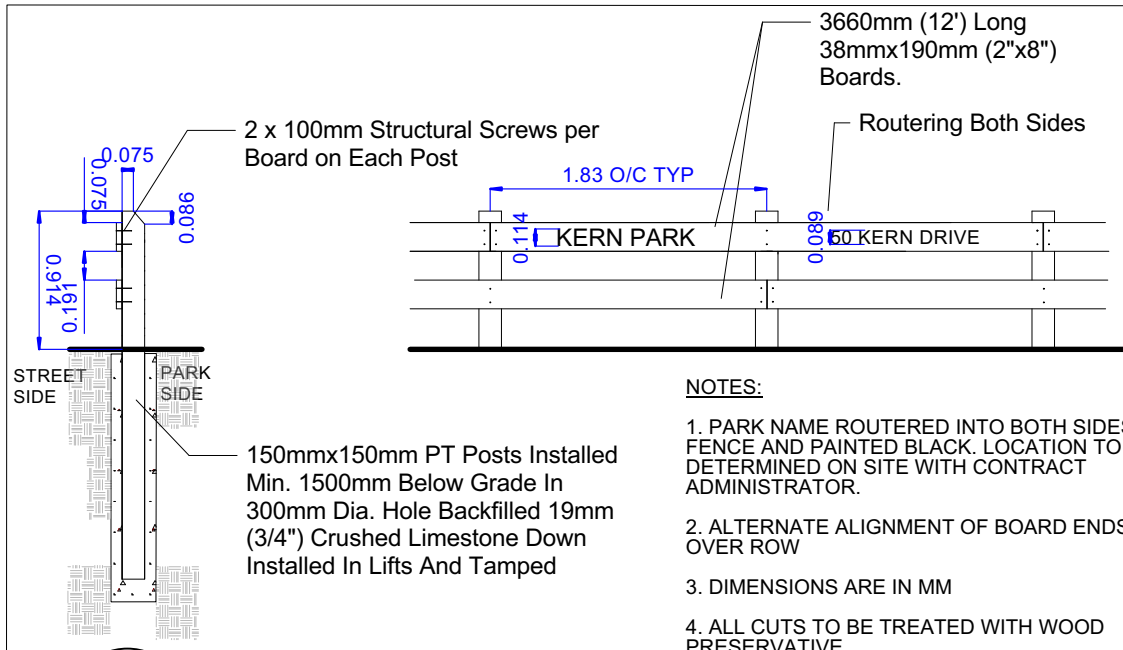 3660mm (12') Long
38mmx190mm (2"x8")
Boards.
2 x 100mm Structural Screws per
Board on Each Post
Routering Both Sides
0.075
0.075
0.086
0.914
0.191
1.83 O/C TYP
0.114
KERN PARK
0.089
50 KERN DRIVE
STREET
SIDE
PARK
SIDE
150mmx150mm PT Posts Installed
Min. 1500mm Below Grade In
300mm Dia. Hole Backfilled 19mm
(3/4") Crushed Limestone Down
Installed In Lifts And Tamped
NOTES:
1. PARK NAME ROUTERED INTO BOTH SIDES
FENCE AND PAINTED BLACK. LOCATION TO
DETERMINED ON SITE WITH CONTRACT
ADMINISTRATOR.
2. ALTERNATE ALIGNMENT OF BOARD ENDS
OVER ROW
3. DIMENSIONS ARE IN MM
4. ALL CUTS TO BE TREATED WITH WOOD
PRESERVATIVE